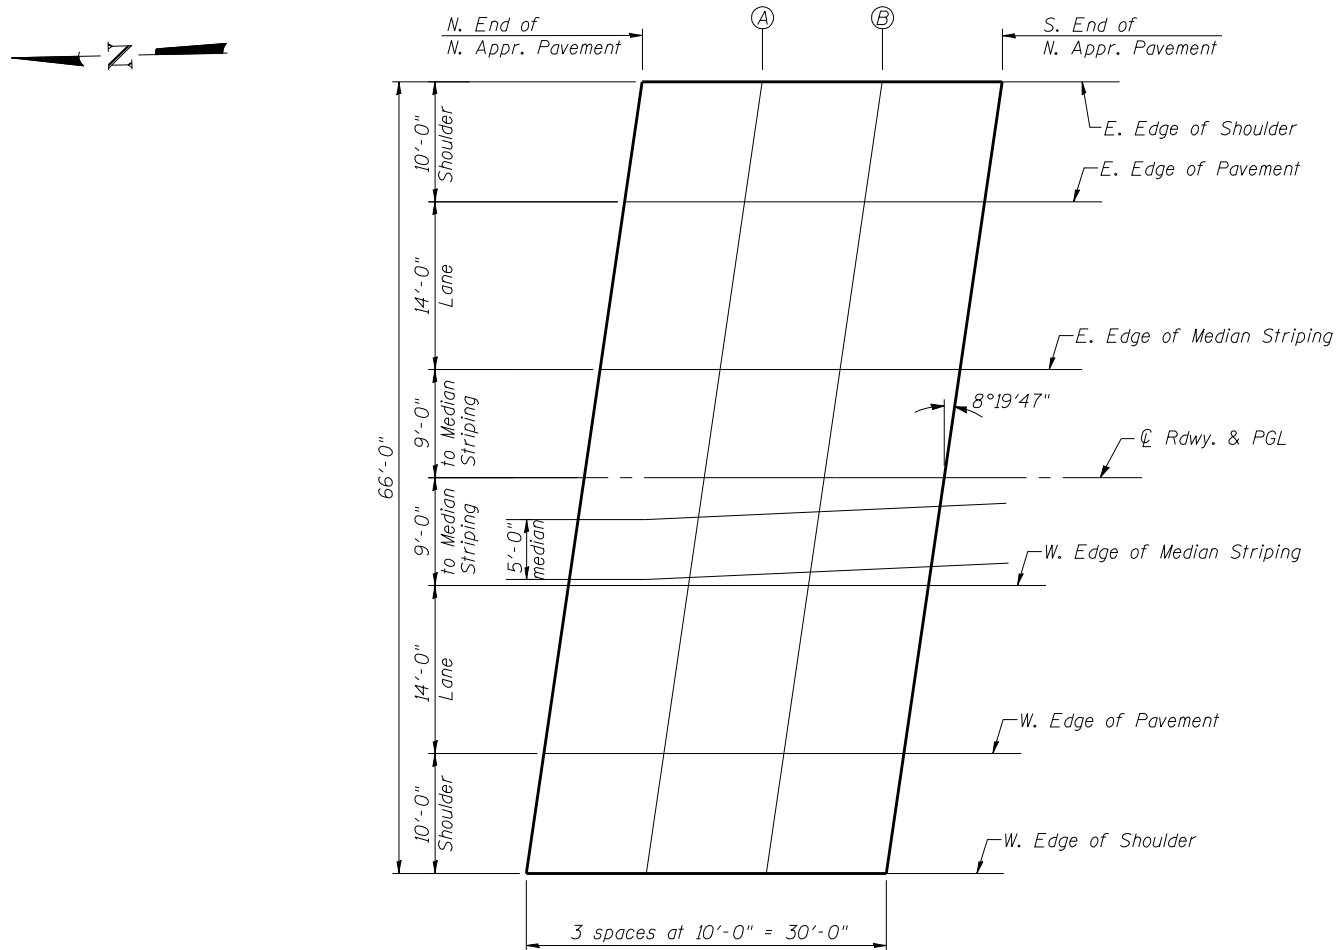 N. End of
N. Appr. Pavement
A
B
S. End of
N. Appr. Pavement
N
10'-0"
Shoulder
E. Edge of Shoulder
E. Edge of Pavement
14'-0"
Lane
E. Edge of Median Striping
9'-0"
to Median
Striping
8°19'47"
66'-0"
℄ Rdwy. & PGL
9'-0"
to Median
Striping
5'-0"
median
W. Edge of Median Striping
14'-0"
Lane
W. Edge of Pavement
10'-0"
Shoulder
W. Edge of Shoulder
3 spaces at 10'-0" = 30'-0"